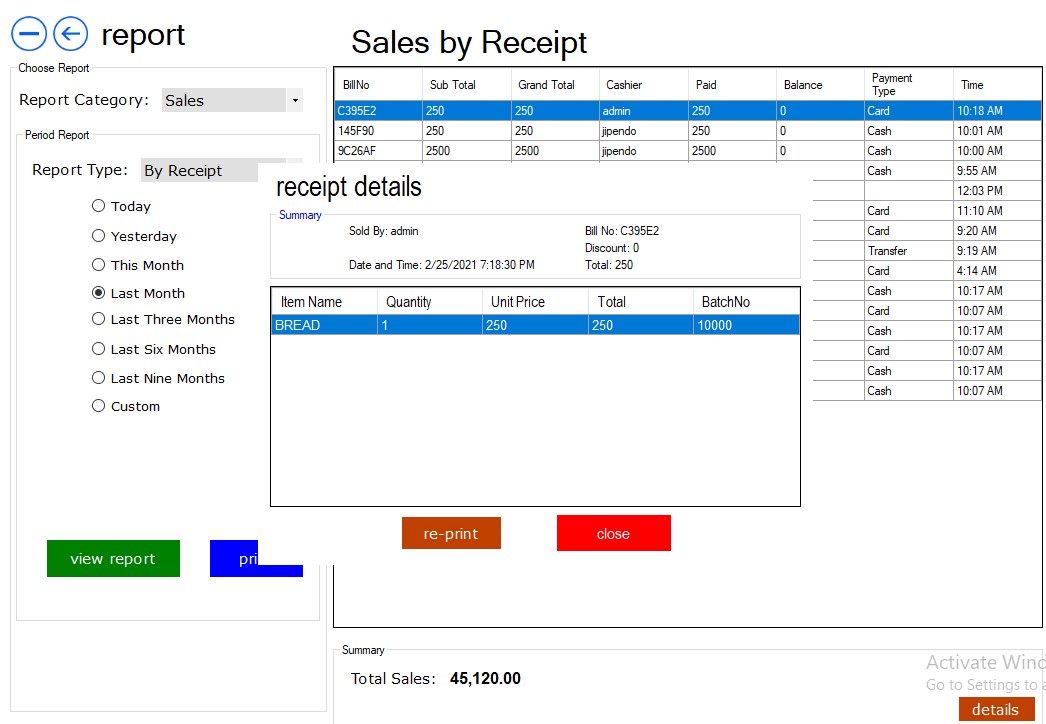 report
Choose Report
Report Category: Sales
Period Report
Report Type: By Receipt
Today
Yesterday
This Month
Last Month
Last Three Months
Last Six Months
Last Nine Months
Custom
view report
Sales by Receipt
BillNo Sub Total Grand Total Cashier Paid Balance Payment Type Time
C395E2 250 250 admin 250 0 Card 10:18 AM
145F90 250 250 jipendo 250 0 Cash 10:01 AM
9C26AF 2500 2500 jipendo 2500 0 Cash 10:00 AM
Cash 9:55 AM
12:03 PM
Card 11:10 AM
Card 9:20 AM
Transfer 9:19 AM
Card 4:14 AM
Cash 10:17 AM
Card 10:07 AM
Cash 10:17 AM
Card 10:07 AM
Cash 10:17 AM
Cash 10:07 AM
receipt details
Summary
Sold By: admin Bill No: C395E2
Discount: 0
Date and Time: 2/25/2021 7:18:30 PM Total: 250
Item Name Quantity Unit Price Total BatchNo
BREAD 1 250 250 10000
re-print close
Summary
Total Sales: 45,120.00
Activate Wind
Go to Settings to a
details